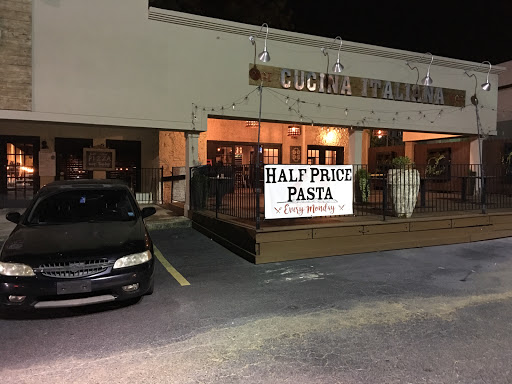 CUCINA ITALIANA
HALF PRICE
PASTA
Every Monday